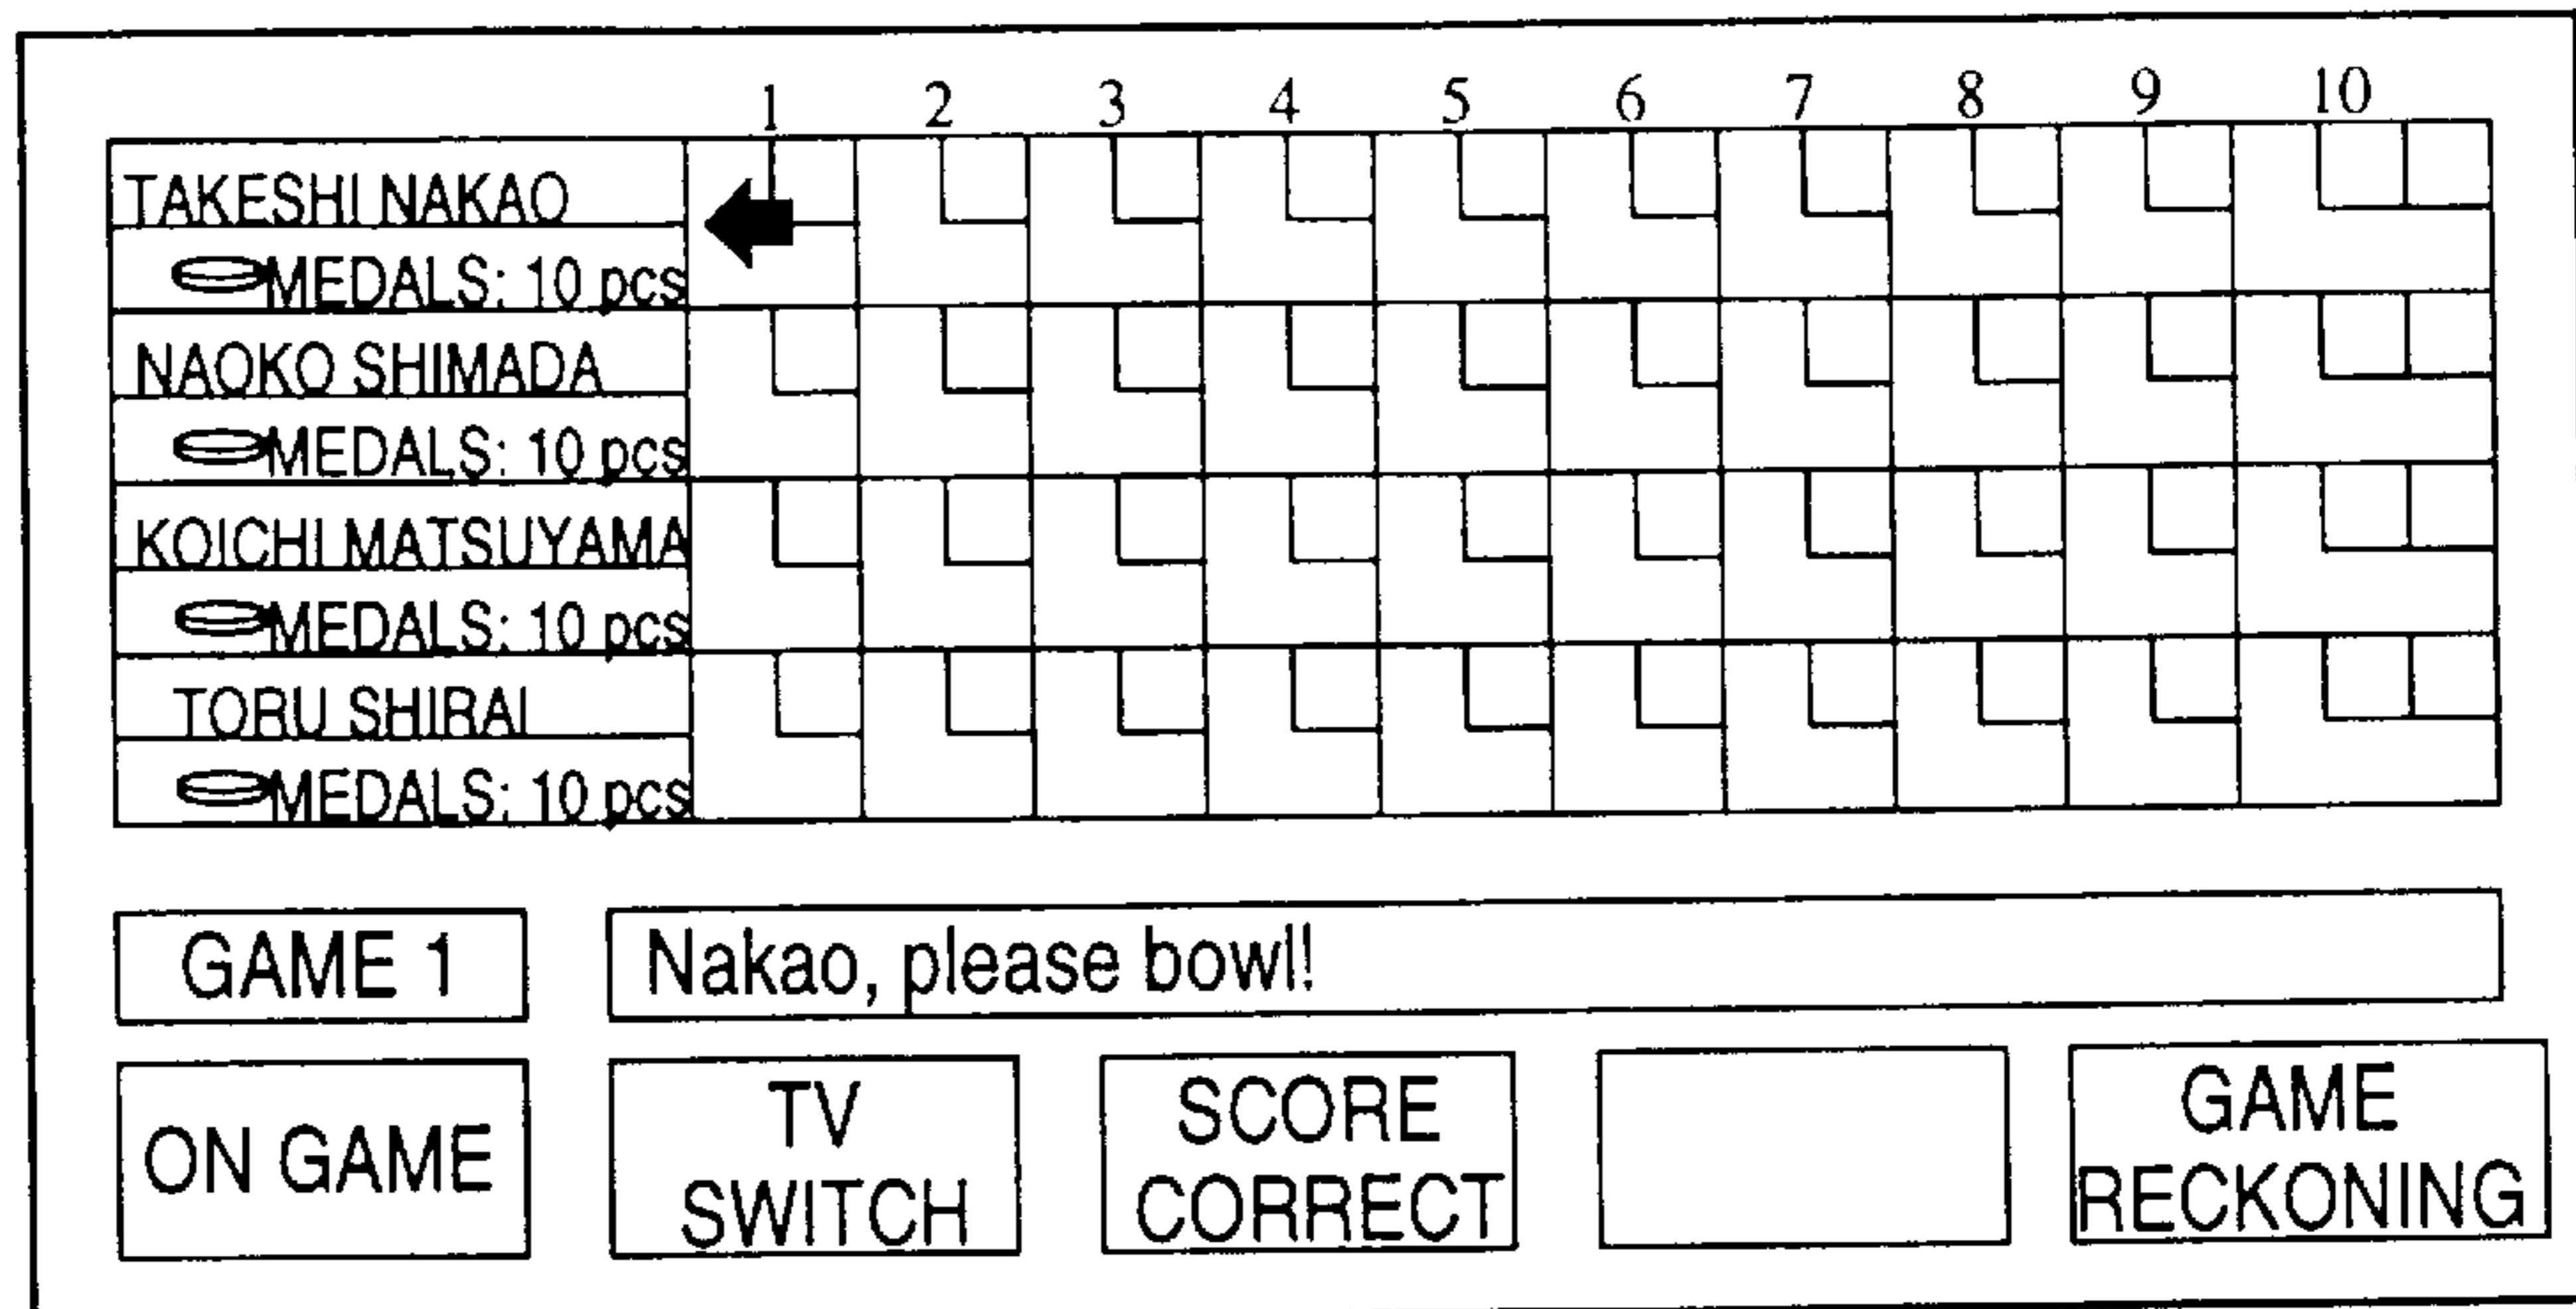 1 2 3 4 5 6 7 8 9 10
TAKESHI NAKAO
MEDALS: 10 pcs
NAOKO SHIMADA
MEDALS: 10 pcs
KOICHI MATSUYAMA
MEDALS: 10 pcs
TORU SHIRAI
MEDALS: 10 pcs
GAME 1
Nakao, please bowl!
ON GAME
TV
SWITCH
SCORE
CORRECT
GAME
RECKONING